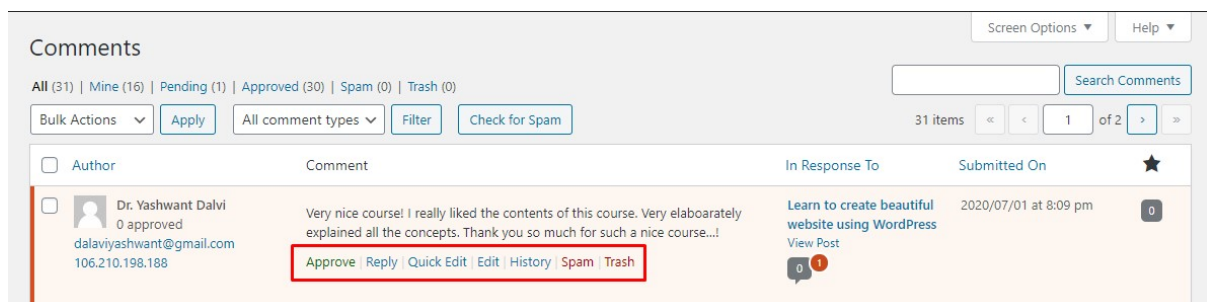 Screen Options ▼ Help ▼
Comments
All (31) | Mine (16) | Pending (1) | Approved (30) | Spam (0) | Trash (0)
Search Comments
Bulk Actions Apply All comment types Filter Check for Spam 31 items « ‹ 1 of 2 › »
Author Comment In Response To Submitted On
Dr. Yashwant Dalvi
0 approved
dalaviyashwant@gmail.com
106.210.198.188
Very nice course! I really liked the contents of this course. Very elaboarately
explained all the concepts. Thank you so much for such a nice course...!
Approve | Reply | Quick Edit | Edit | History | Spam | Trash
Learn to create beautiful
website using WordPress
View Post
0 1
2020/07/01 at 8:09 pm
0